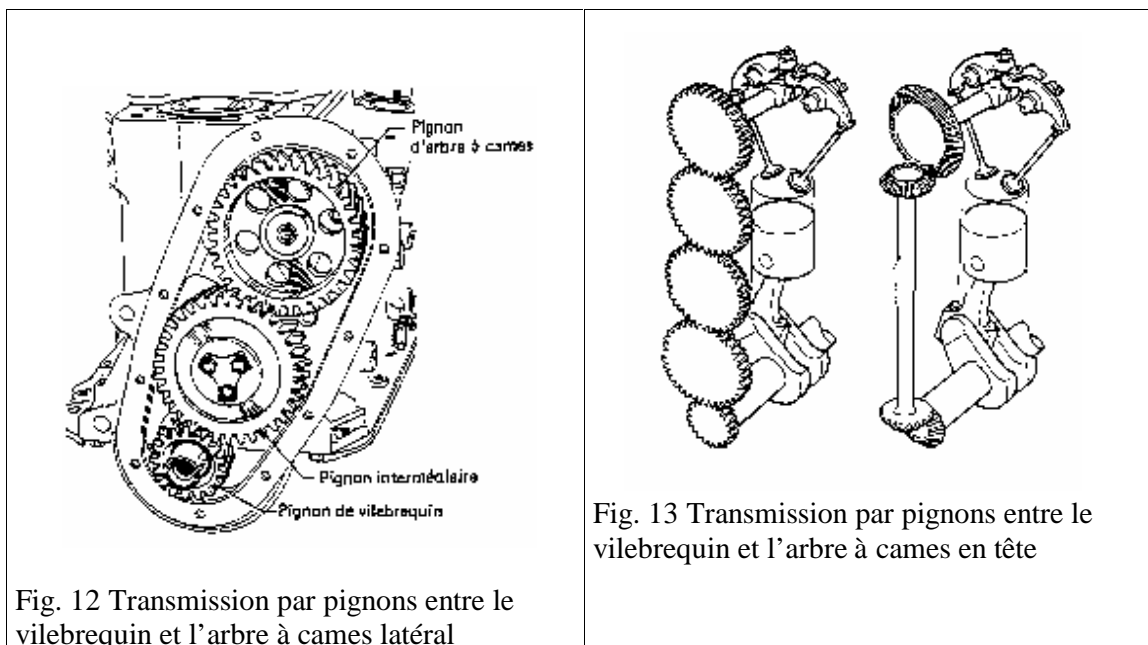 Pignon
d'arbre à cames
Pignon intermédiaire
Pignon de vilebrequin
Fig. 12 Transmission par pignons entre le
vilebrequin et l'arbre à cames latéral
Fig. 13 Transmission par pignons entre le
vilebrequin et l'arbre à cames en tête